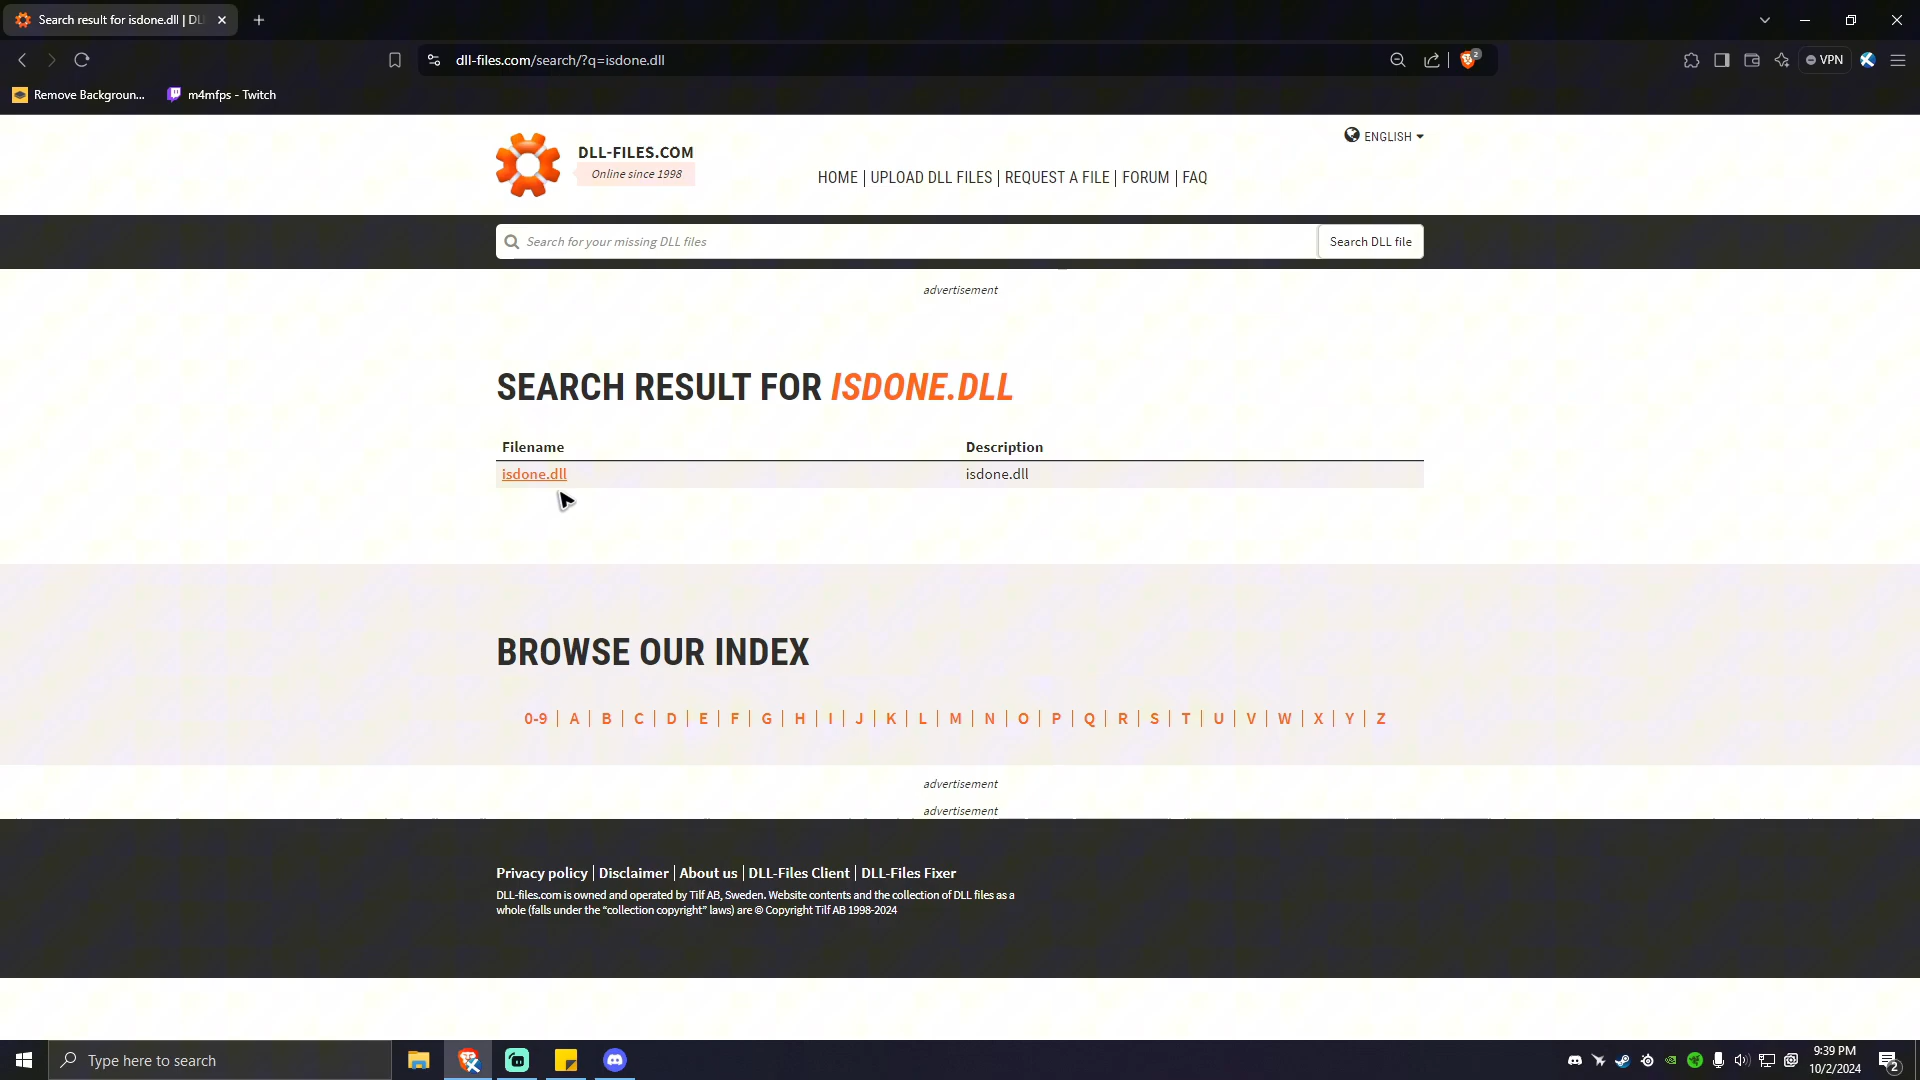 Search result for isdone.dll | DL
dll-files.com/search/?q=isdone.dll
2
VPN
Remove Backgroun...
m4mfps - Twitch
DLL-FILES.COM
Online since 1998
ENGLISH
HOME | UPLOAD DLL FILES | REQUEST A FILE | FORUM | FAQ
Search for your missing DLL files
Search DLL file
advertisement
SEARCH RESULT FOR ISDONE.DLL
Filename Description
isdone.dll isdone.dll
BROWSE OUR INDEX
0-9 | A | B | C | D | E | F | G | H | I | J | K | L | M | N | O | P | Q | R | S | T | U | V | W | X | Y | Z
advertisement
advertisement
Privacy policy | Disclaimer | About us | DLL-Files Client | DLL-Files Fixer
DLL-files.com is owned and operated by Tilf AB, Sweden. Website contents and the collection of DLL files as a
whole (falls under the “collection copyright” laws) are © Copyright Tilf AB 1998-2024
Type here to search
9:39 PM
10/2/2024
2